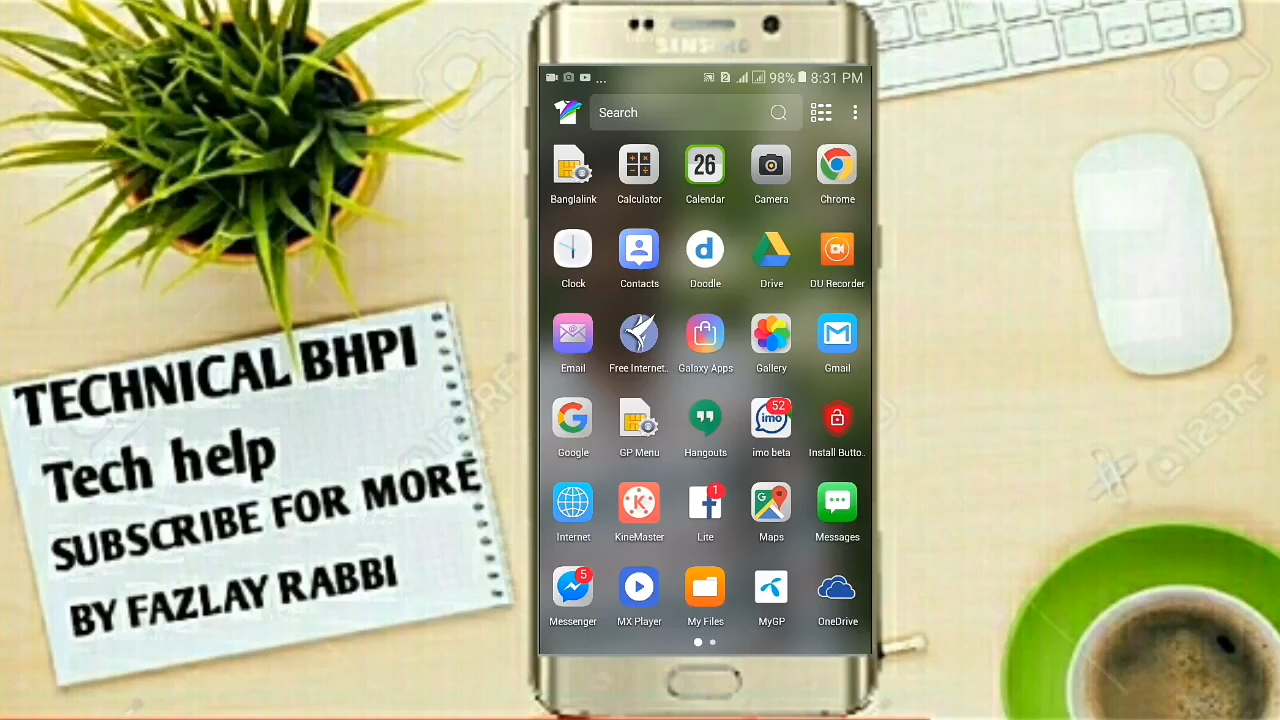 SAMSUNG
98% 8:31 PM
Search
26
Banglalink Calculator Calendar Camera Chrome
d
Clock Contacts Doodle Drive DU Recorder
Email Free Internet.. Galaxy Apps Gallery Gmail
52
imo
Google GP Menu Hangouts imo beta Install Butto..
1
Internet KineMaster Lite Maps Messages
5
Messenger MX Player My Files MyGP OneDrive
TECHNICAL BHPI
Tech help
SUBSCRIBE FOR MORE
BY FAZLAY RABBI
123RF